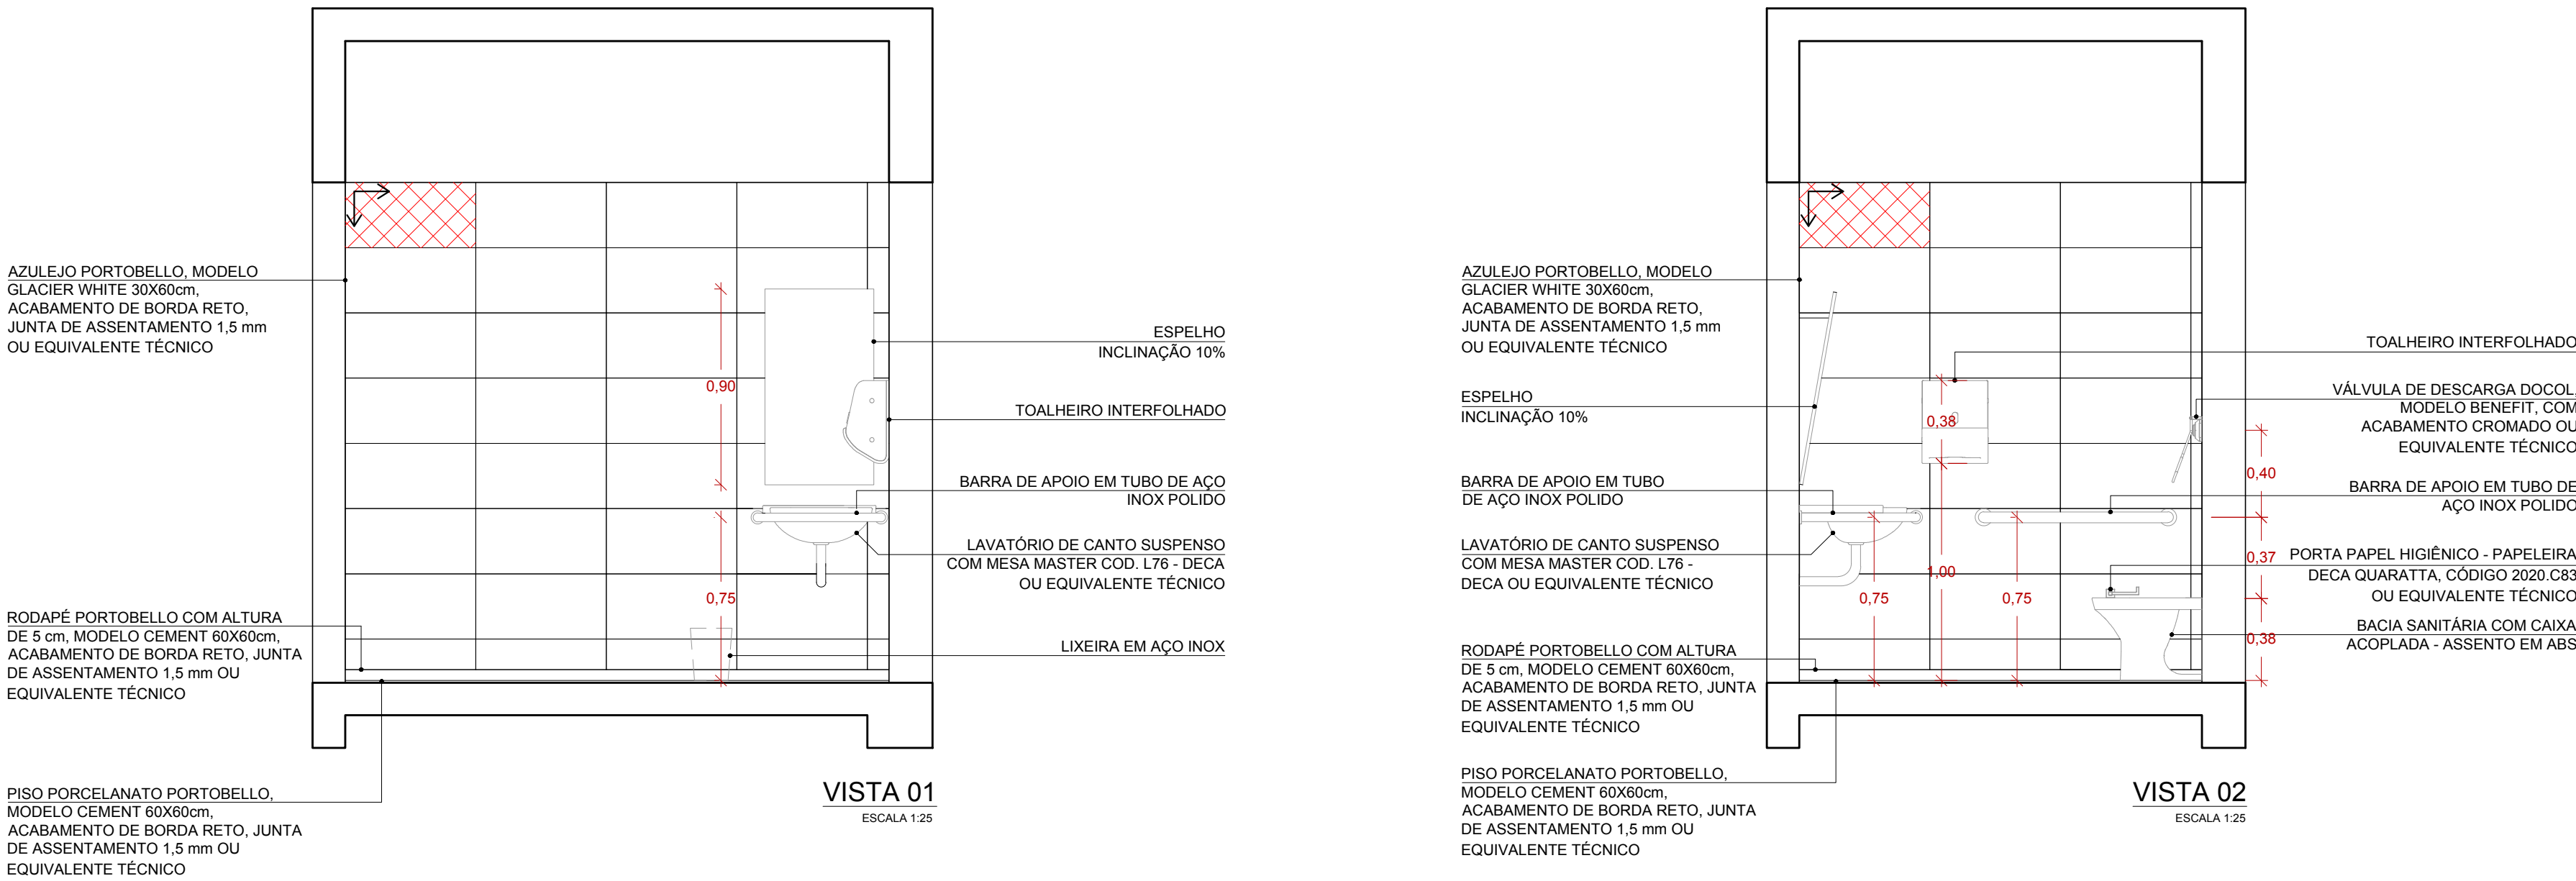 AZULEJO PORTOBELLO, MODELO
GLACIER WHITE 30X60cm,
ACABAMENTO DE BORDA RETO,
JUNTA DE ASSENTAMENTO 1,5 mm
OU EQUIVALENTE TÉCNICO
RODAPÉ PORTOBELLO COM ALTURA
DE 5 cm, MODELO CEMENT 60X60cm,
ACABAMENTO DE BORDA RETO, JUNTA
DE ASSENTAMENTO 1,5 mm OU
EQUIVALENTE TÉCNICO
PISO PORCELANATO PORTOBELLO,
MODELO CEMENT 60X60cm,
ACABAMENTO DE BORDA RETO, JUNTA
DE ASSENTAMENTO 1,5 mm OU
EQUIVALENTE TÉCNICO
0,90
0,75
ESPELHO
INCLINAÇÃO 10%
TOALHEIRO INTERFOLHADO
BARRA DE APOIO EM TUBO DE AÇO
INOX POLIDO
LAVATÓRIO DE CANTO SUSPENSO
COM MESA MASTER COD. L76 - DECA
OU EQUIVALENTE TÉCNICO
LIXEIRA EM AÇO INOX
VISTA 01
ESCALA 1:25
AZULEJO PORTOBELLO, MODELO
GLACIER WHITE 30X60cm,
ACABAMENTO DE BORDA RETO,
JUNTA DE ASSENTAMENTO 1,5 mm
OU EQUIVALENTE TÉCNICO
ESPELHO
INCLINAÇÃO 10%
BARRA DE APOIO EM TUBO
DE AÇO INOX POLIDO
LAVATÓRIO DE CANTO SUSPENSO
COM MESA MASTER COD. L76 -
DECA OU EQUIVALENTE TÉCNICO
RODAPÉ PORTOBELLO COM ALTURA
DE 5 cm, MODELO CEMENT 60X60cm,
ACABAMENTO DE BORDA RETO, JUNTA
DE ASSENTAMENTO 1,5 mm OU
EQUIVALENTE TÉCNICO
PISO PORCELANATO PORTOBELLO,
MODELO CEMENT 60X60cm,
ACABAMENTO DE BORDA RETO, JUNTA
DE ASSENTAMENTO 1,5 mm OU
EQUIVALENTE TÉCNICO
0,38
1,00
0,75
0,75
0,40
0,37
0,38
TOALHEIRO INTERFOLHADO
VÁLVULA DE DESCARGA DOCOL,
MODELO BENEFIT, COM
ACABAMENTO CROMADO OU
EQUIVALENTE TÉCNICO
BARRA DE APOIO EM TUBO DE
AÇO INOX POLIDO
PORTA PAPEL HIGIÊNICO - PAPELEIRA
DECA QUARATTA, CÓDIGO 2020.C83
OU EQUIVALENTE TÉCNICO
BACIA SANITÁRIA COM CAIXA
ACOPLADA - ASSENTO EM ABS
VISTA 02
ESCALA 1:25